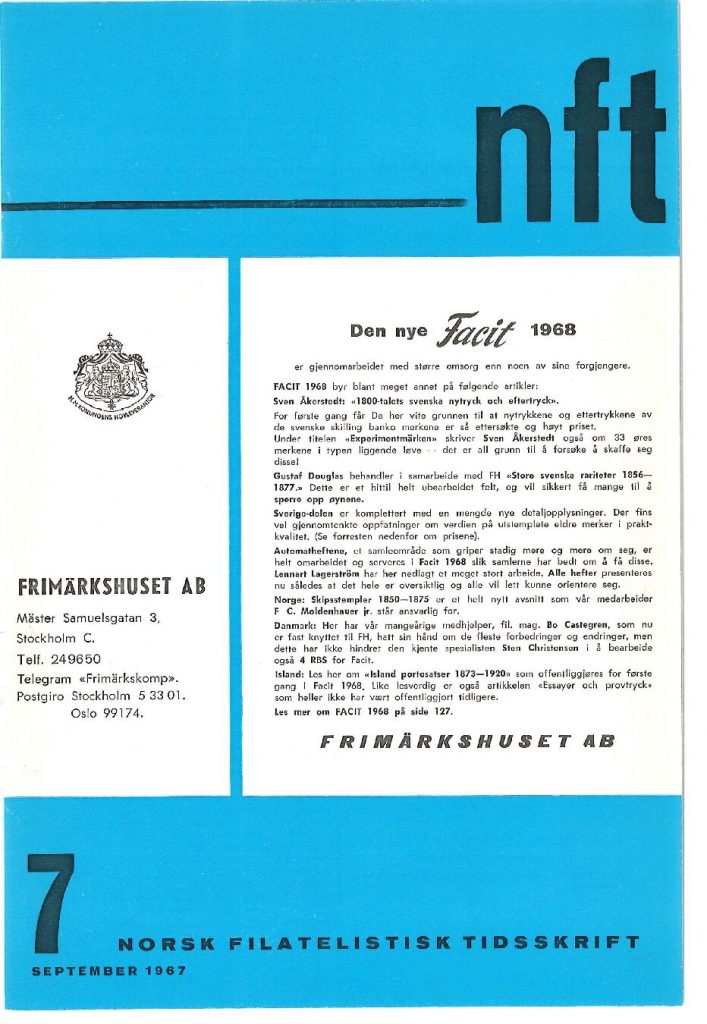 nft
H.M. KONUNGENS HOVLEVERANTÖR
FRIMÄRKSHUSET AB
Mäster Samuelsgatan 3,
Stockholm C.
Telf. 249650
Telegram «Frimärkskomp».
Postgiro Stockholm 5 33 01.
Oslo 99174.
Den nye Facit 1968
er gjennomarbeidet med større omsorg enn noen av sine forgjengere.
FACIT 1968 byr blant meget annet på følgende artikler:
Sven Åkerstedt: «1800-talets svenska nytryck och eftertryck».
For første gang får De her vite grunnen til at nytrykkene og ettertrykkene av
de svenske skilling banko merkene er så ettersøkte og høyt priset.
Under titelen «Experimentmärken» skriver Sven Åkerstedt også om 33 øres
merkene i typen liggende løve -- det er all grunn til å forsøke å skaffe seg
disse!
Gustaf Douglas behandler i samarbeide med FH «Store svenska rariteter 1856—
1877.» Dette er et hittil helt ubearbeidet felt, og vil sikkert få mange til å
sperre opp øynene.
Sverige-delen er komplettert med en mengde nye detaljopplysninger. Der fins
vel gjennomtenkte oppfatninger om verdien på utstemplete eldre merker i prakt-
kvalitet. (Se forresten nedenfor om prisene).
Automatheftene, et samleområde som griper stadig mere og mere om seg, er
helt omarbeidet og serveres i Facit 1968 slik samlerne har bedt om å få disse.
Lennart Lagerström har her nedlagt et meget stort arbeide. Alle hefter presenteres
nu således at det hele er oversiktlig og alle vil lett kunne orientere seg.
Norge: Skipsstempler 1850—1875 er et helt nytt avsnitt som vår medarbeider
F C. Moldenhauer jr. står ansvarlig for.
Danmark: Her har vår mangeårige medhjelper, fil. mag. Bo Castegren, som nu
er fast knyttet til FH, hatt sin hånd om de fleste forbedringer og endringer, men
dette har ikke hindret den kjente spesialisten Sten Christensen i å bearbeide
også 4 RBS for Facit.
Island: Les her om «Island portosatser 1873—1920» som offentliggjøres for første
gang i Facit 1968, Like lesverdig er også artikkelen «Essayer och provtryck»
som heller ikke har vært offentliggjort tidligere.
Les mer om FACIT 1968 på side 127.
FRIMÄRKSHUSET AB
7
NORSK FILATELISTISK TIDSSKRIFT
SEPTEMBER 1967